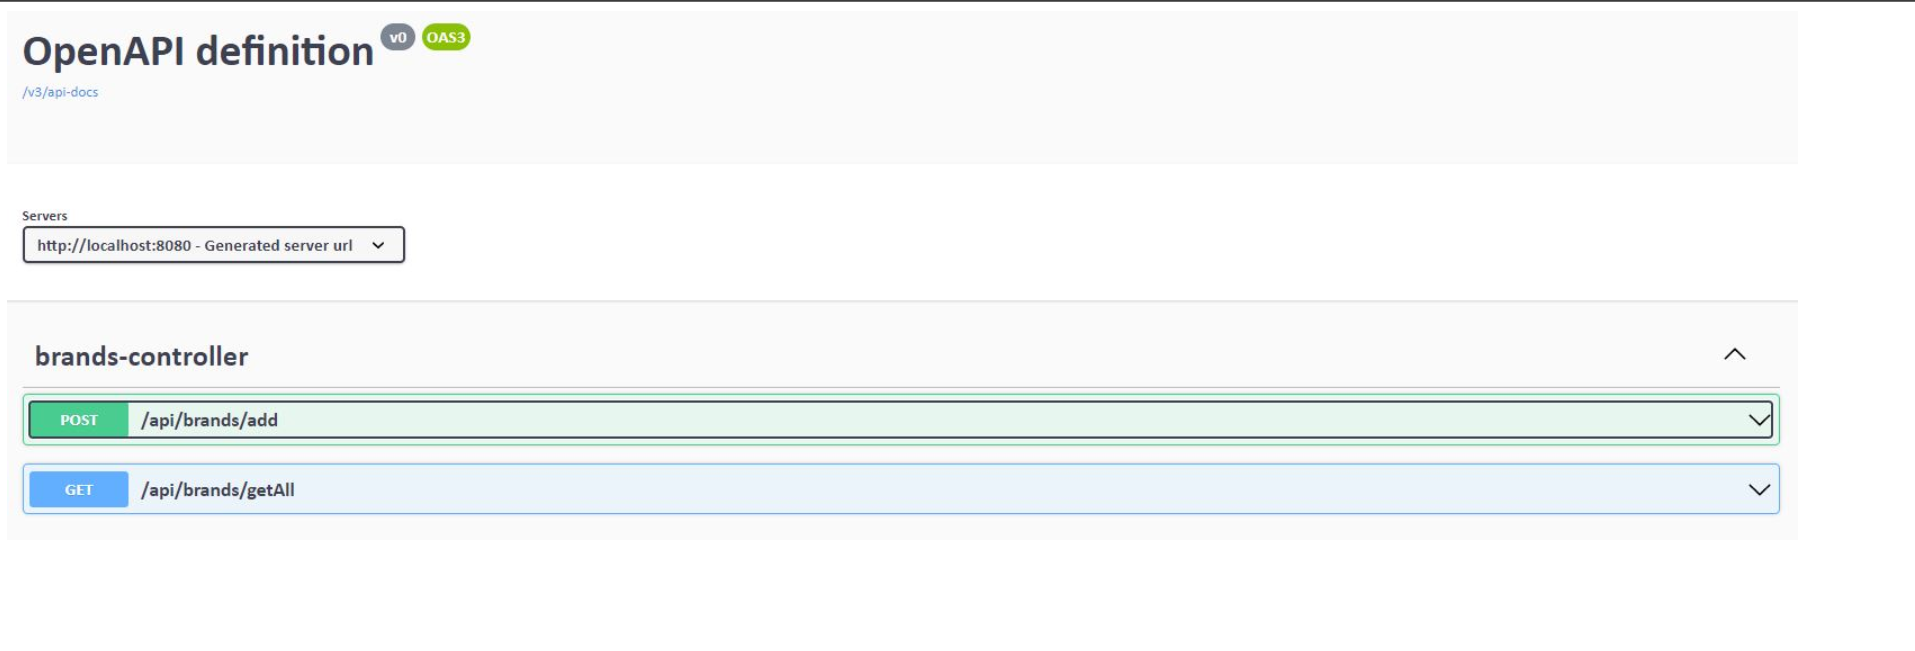 OpenAPI definition v0 OAS3
/v3/api-docs
Servers
http://localhost:8080 - Generated server url
brands-controller
POST /api/brands/add
GET /api/brands/getAll